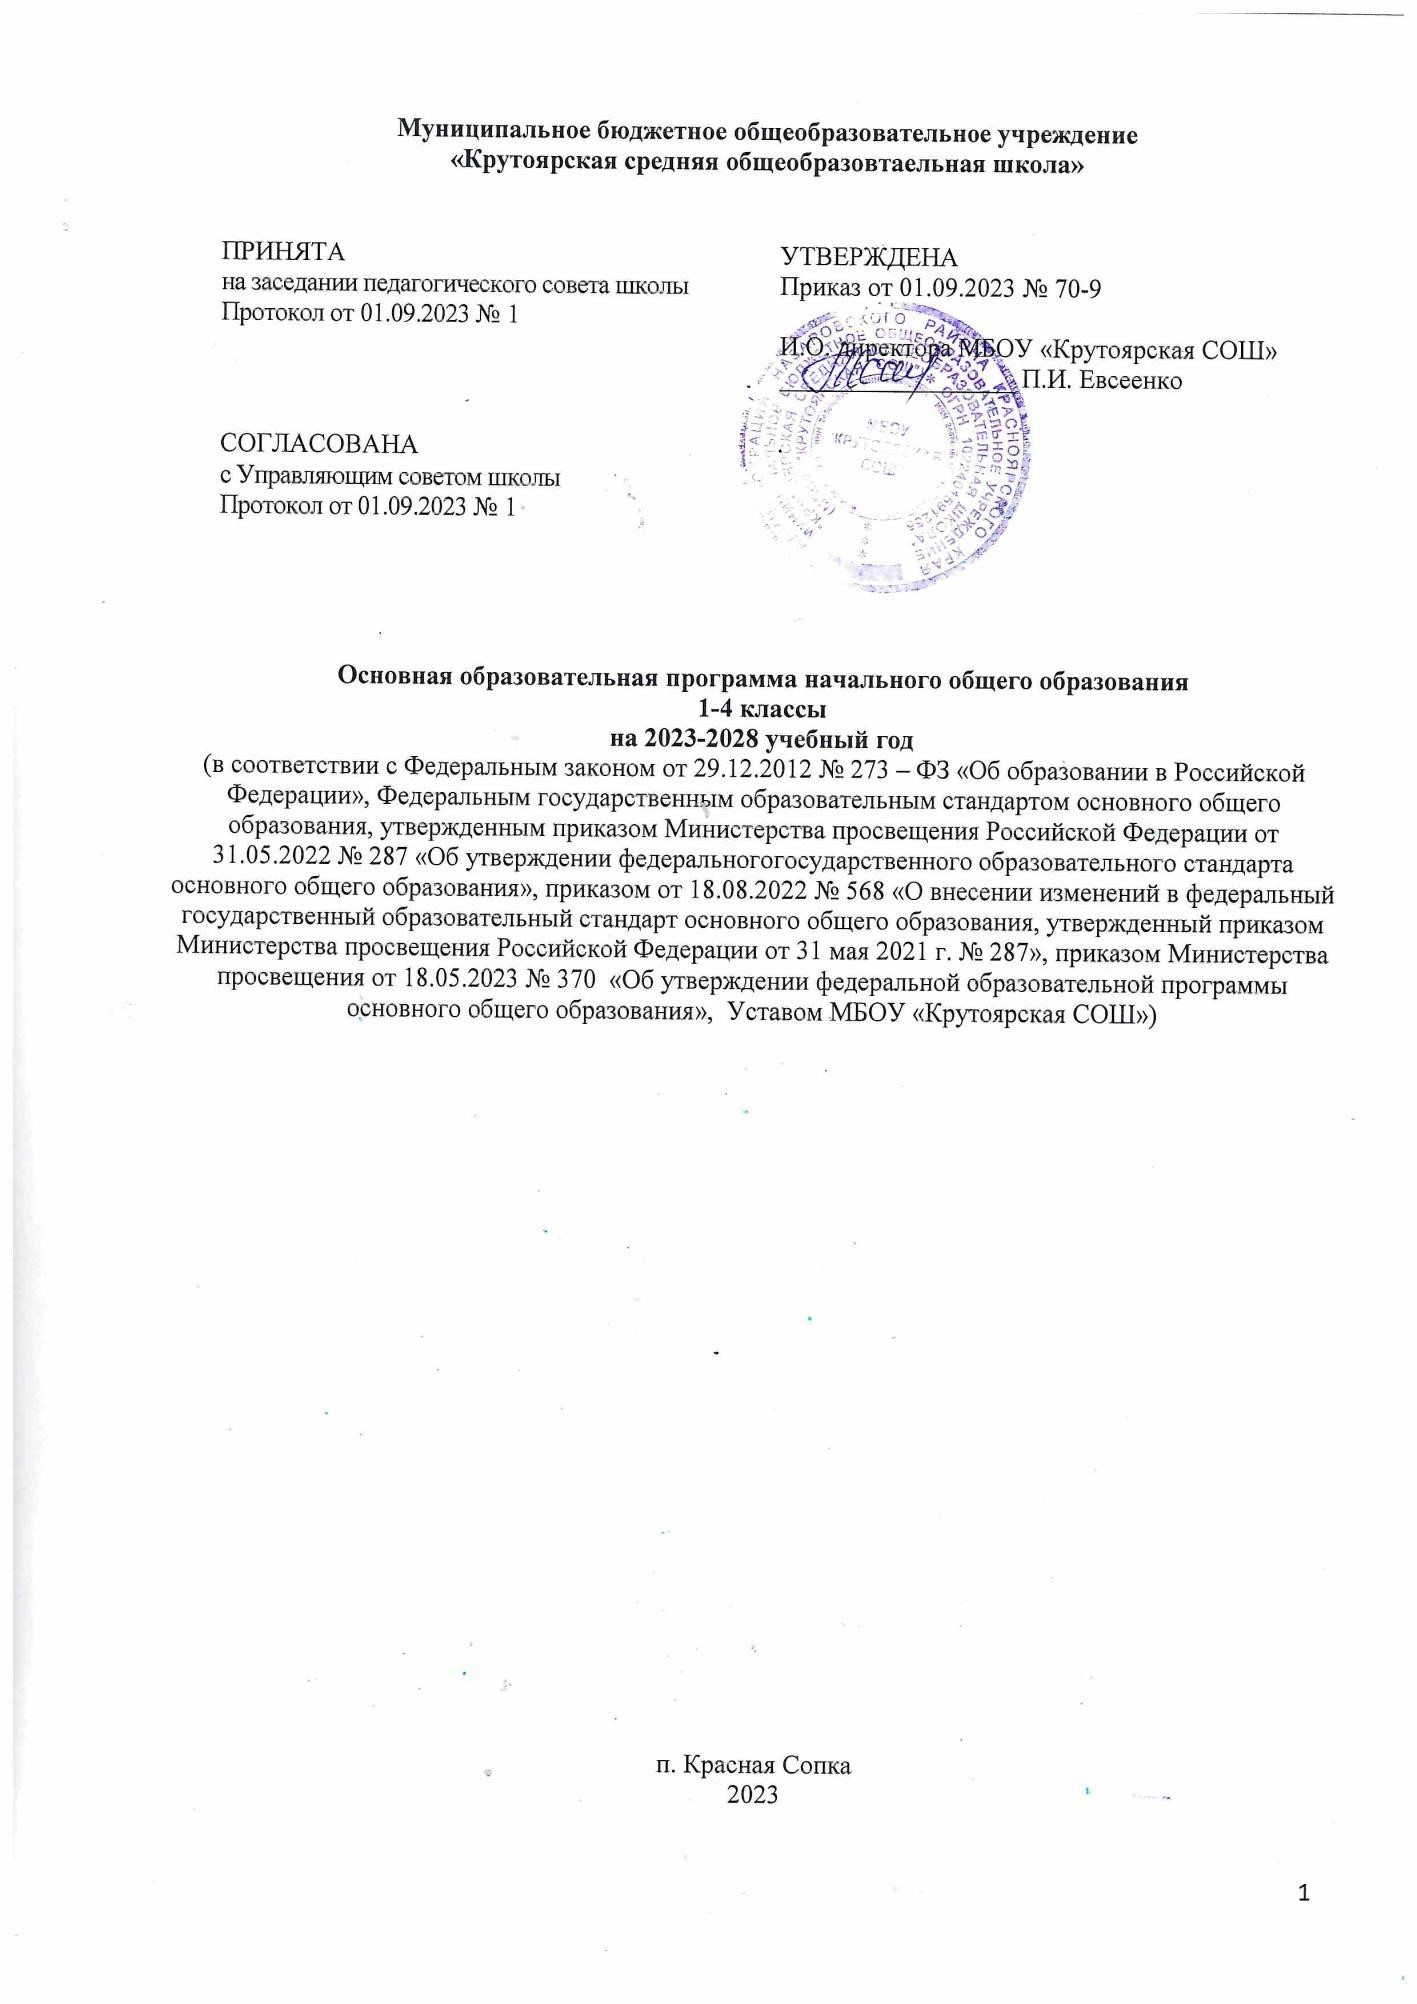 Муниципальное бюджетное общеобразовательное учреждение
«Крутоярская средняя общеобразовтаельная школа»
ПРИНЯТА
на заседании педагогического совета школы
Протокол от 01.09.2023 № 1
УТВЕРЖДЕНА
Приказ от 01.09.2023 № 70-9
И.О. директора МБОУ «Крутоярская СОШ»
П.И. Евсеенко
МБОУ
СОШ
СОГЛАСОВАНА
с Управляющим советом школы
Протокол от 01.09.2023 № 1
Основная образовательная программа начального общего образования
1-4 классы
на 2023-2028 учебный год
(в соответствии с Федеральным законом от 29.12.2012 № 273 – ФЗ «Об образовании в Российской
Федерации», Федеральным государственным образовательным стандартом основного общего
образования, утвержденным приказом Министерства просвещения Российской Федерации от
31.05.2022 № 287 «Об утверждении федеральногогосударственного образовательного стандарта
основного общего образования», приказом от 18.08.2022 № 568 «О внесении изменений в федеральный
государственный образовательный стандарт основного общего образования, утвержденный приказом
Министерства просвещения Российской Федерации от 31 мая 2021 г. № 287», приказом Министерства
просвещения от 18.05.2023 № 370 «Об утверждении федеральной образовательной программы
основного общего образования», Уставом МБОУ «Крутоярская СОШ»)
п. Красная Сопка
2023
1